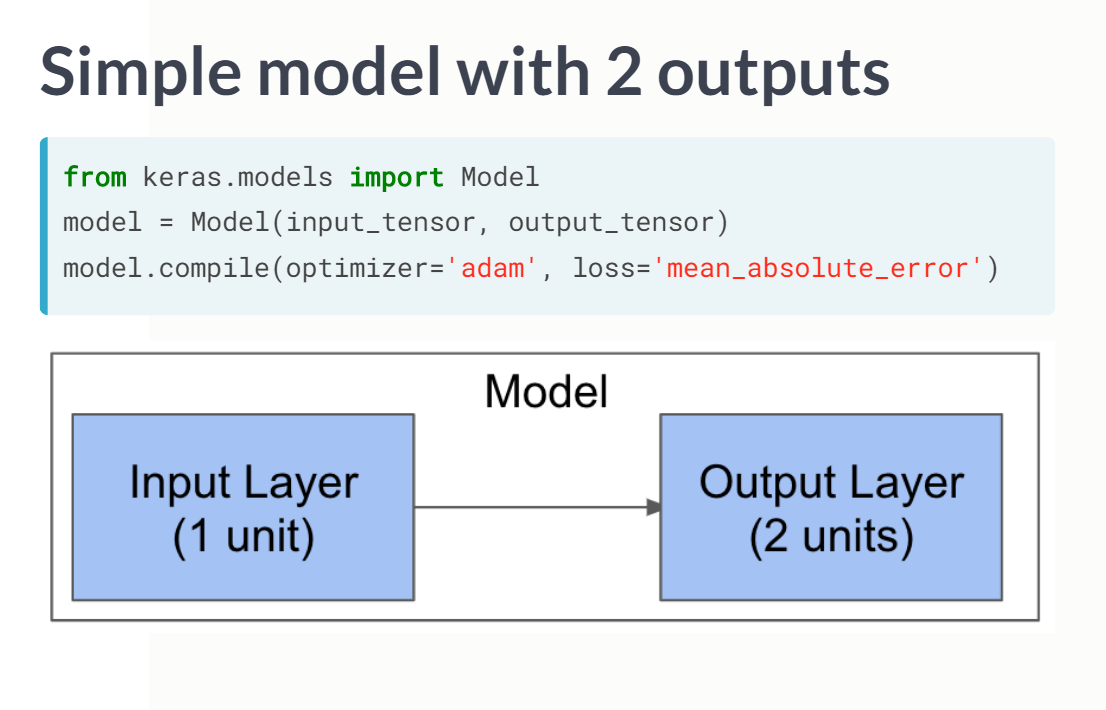 Simple model with 2 outputs
from keras.models import Model
model = Model(input_tensor, output_tensor)
model.compile(optimizer='adam', loss='mean_absolute_error')
Model
Input Layer
(1 unit)
Output Layer
(2 units)